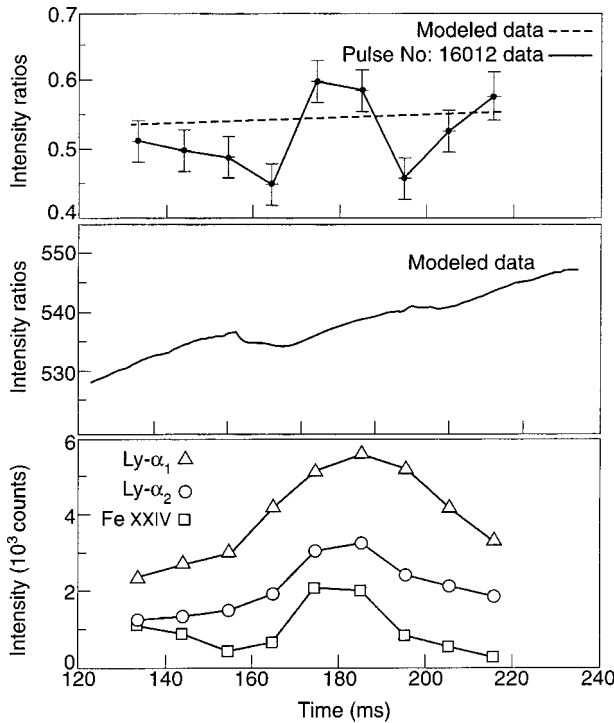 0.7
0.6
0.5
0.4
Intensity ratios
Modeled data
Pulse No: 16012 data
550
540
530
Intensity ratios
Modeled data
6
4
2
0
Intensity (10³ counts)
Ly-α₁
Ly-α₂
Fe XXIV
120 140 160 180 200 220 240
Time (ms)